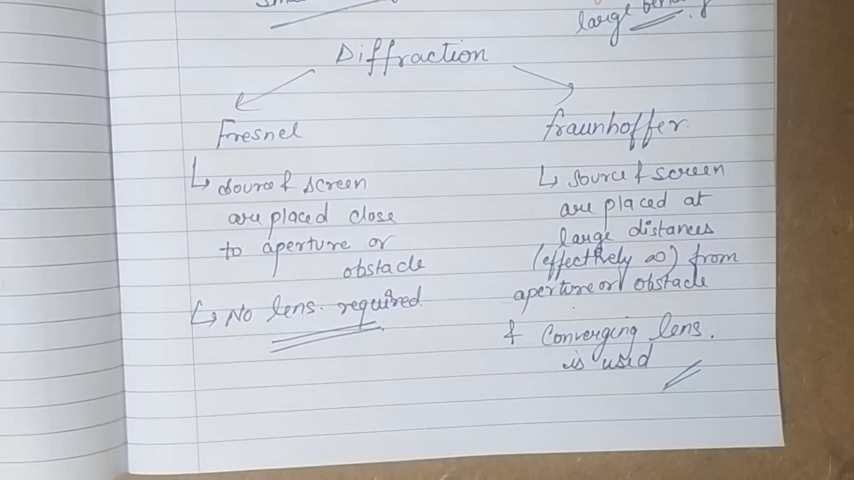 large
Diffraction
Fresnel
↳ source & screen
are placed close
to aperture or
obstacle
↳ No lens. required
fraunhoffer
↳ source & screen
are placed at
large distances
(effectively ∞) from
aperture or obstacle
& Converging lens.
is used